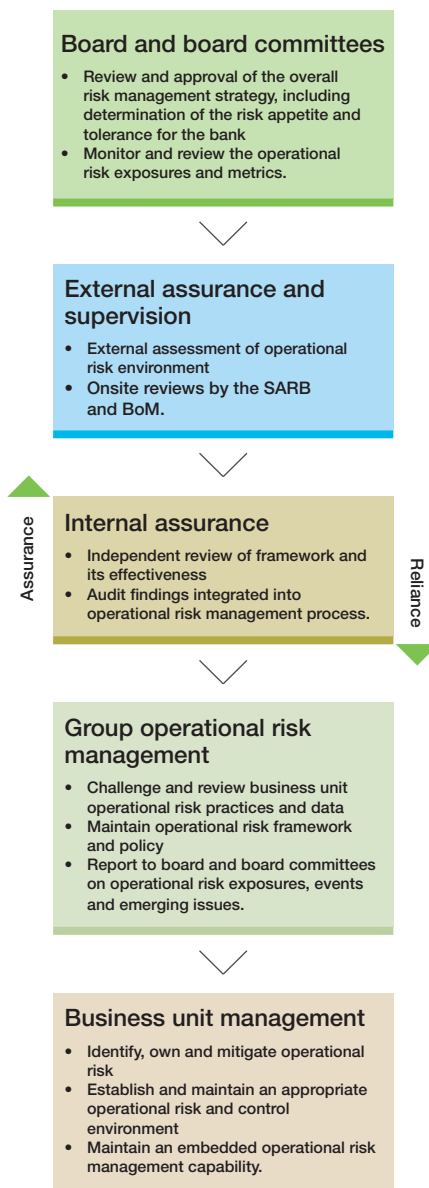 Board and board committees
• Review and approval of the overall
risk management strategy, including
determination of the risk appetite and
tolerance for the bank
• Monitor and review the operational
risk exposures and metrics.
External assurance and
supervision
• External assessment of operational
risk environment
• Onsite reviews by the SARB
and BoM.
Assurance
Internal assurance
• Independent review of framework and
its effectiveness
• Audit findings integrated into
operational risk management process.
Reliance
Group operational risk
management
• Challenge and review business unit
operational risk practices and data
• Maintain operational risk framework
and policy
• Report to board and board committees
on operational risk exposures, events
and emerging issues.
Business unit management
• Identify, own and mitigate operational
risk
• Establish and maintain an appropriate
operational risk and control
environment
• Maintain an embedded operational risk
management capability.